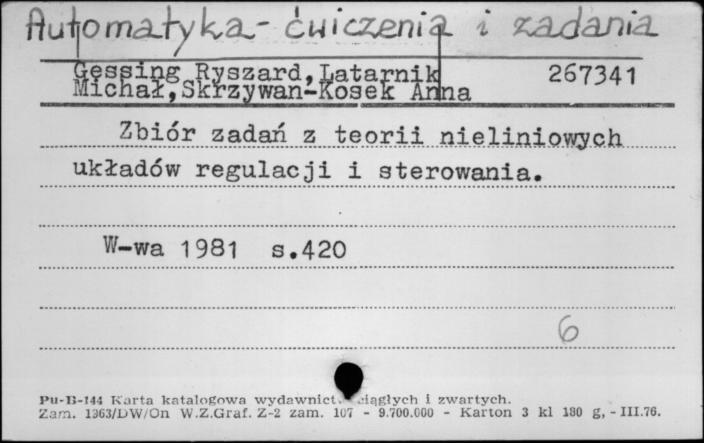 Automatyka - ćwiczenia i zadania
Gessing Ryszard, Latarnik 267341
Michał, Skrzywan-Kosek Anna
Zbiór zadań z teorii nieliniowych
układów regulacji i sterowania.
W-wa 1981 s.420
6
Pu-B-144 Karta katalogowa wydawnict ciągłych i zwartych.
Zam. 1363/DW/On W.Z.Graf. Z-2 zam. 107 - 9.700.000 - Karton 3 kl 180 g, - III.76.